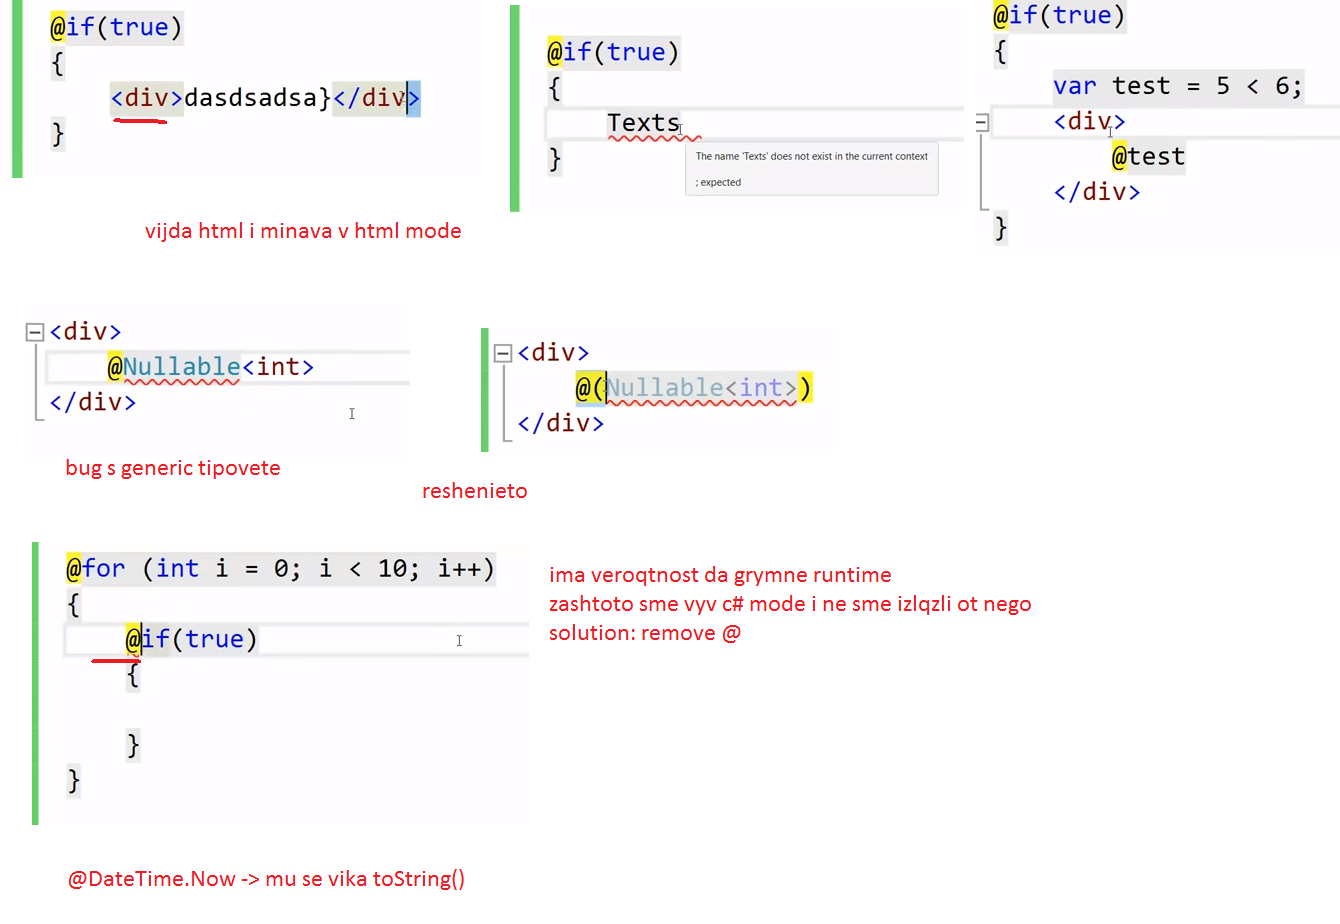 @if(true)
{
<div>dasdsadsa}</div>
}
vijda html i minava v html mode
@if(true)
{
Texts
}
The name 'Texts' does not exist in the current context
; expected
@if(true)
{
var test = 5 < 6;
<div>
@test
</div>
}
<div>
@Nullable<int>
</div>
bug s generic tipovete
<div>
@(Nullable<int>)
</div>
reshenieto
@for (int i = 0; i < 10; i++)
{
@if(true)
{
}
}
ima veroqtnost da grymne runtime
zashtoto sme vyv c# mode i ne sme izlqzli ot nego
solution: remove @
@DateTime.Now -> mu se vika toString()